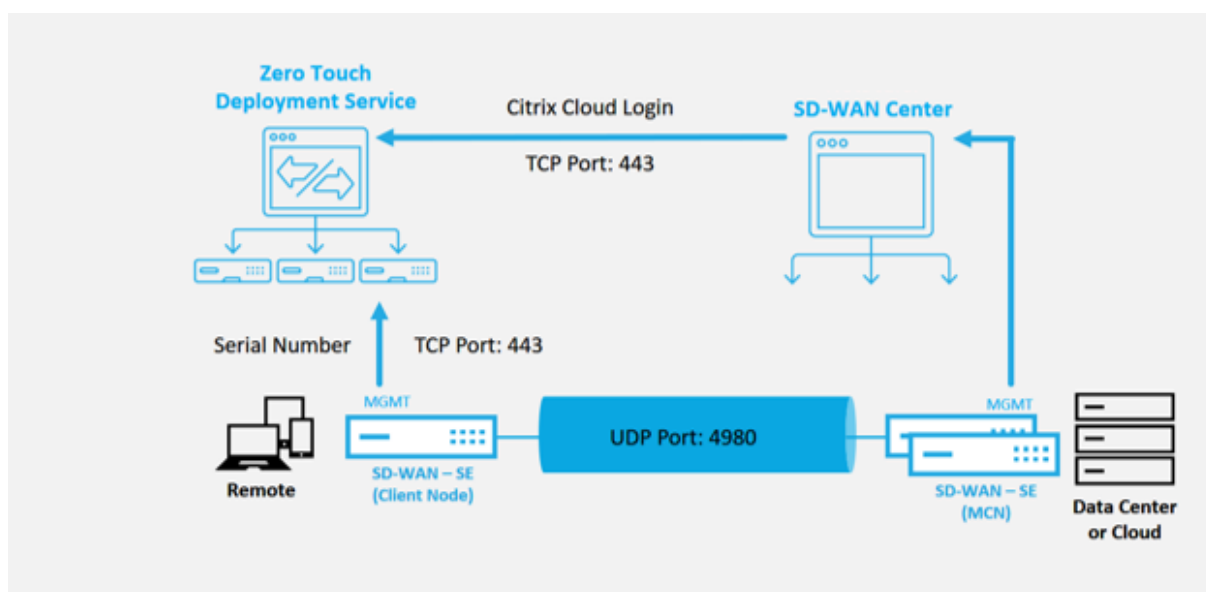 Zero Touch
Deployment Service
Citrix Cloud Login
TCP Port: 443
SD-WAN Center
Serial Number
TCP Port: 443
MGMT
UDP Port: 4980
MGMT
Remote
SD-WAN – SE
(Client Node)
SD-WAN – SE
(MCN)
Data Center
or Cloud